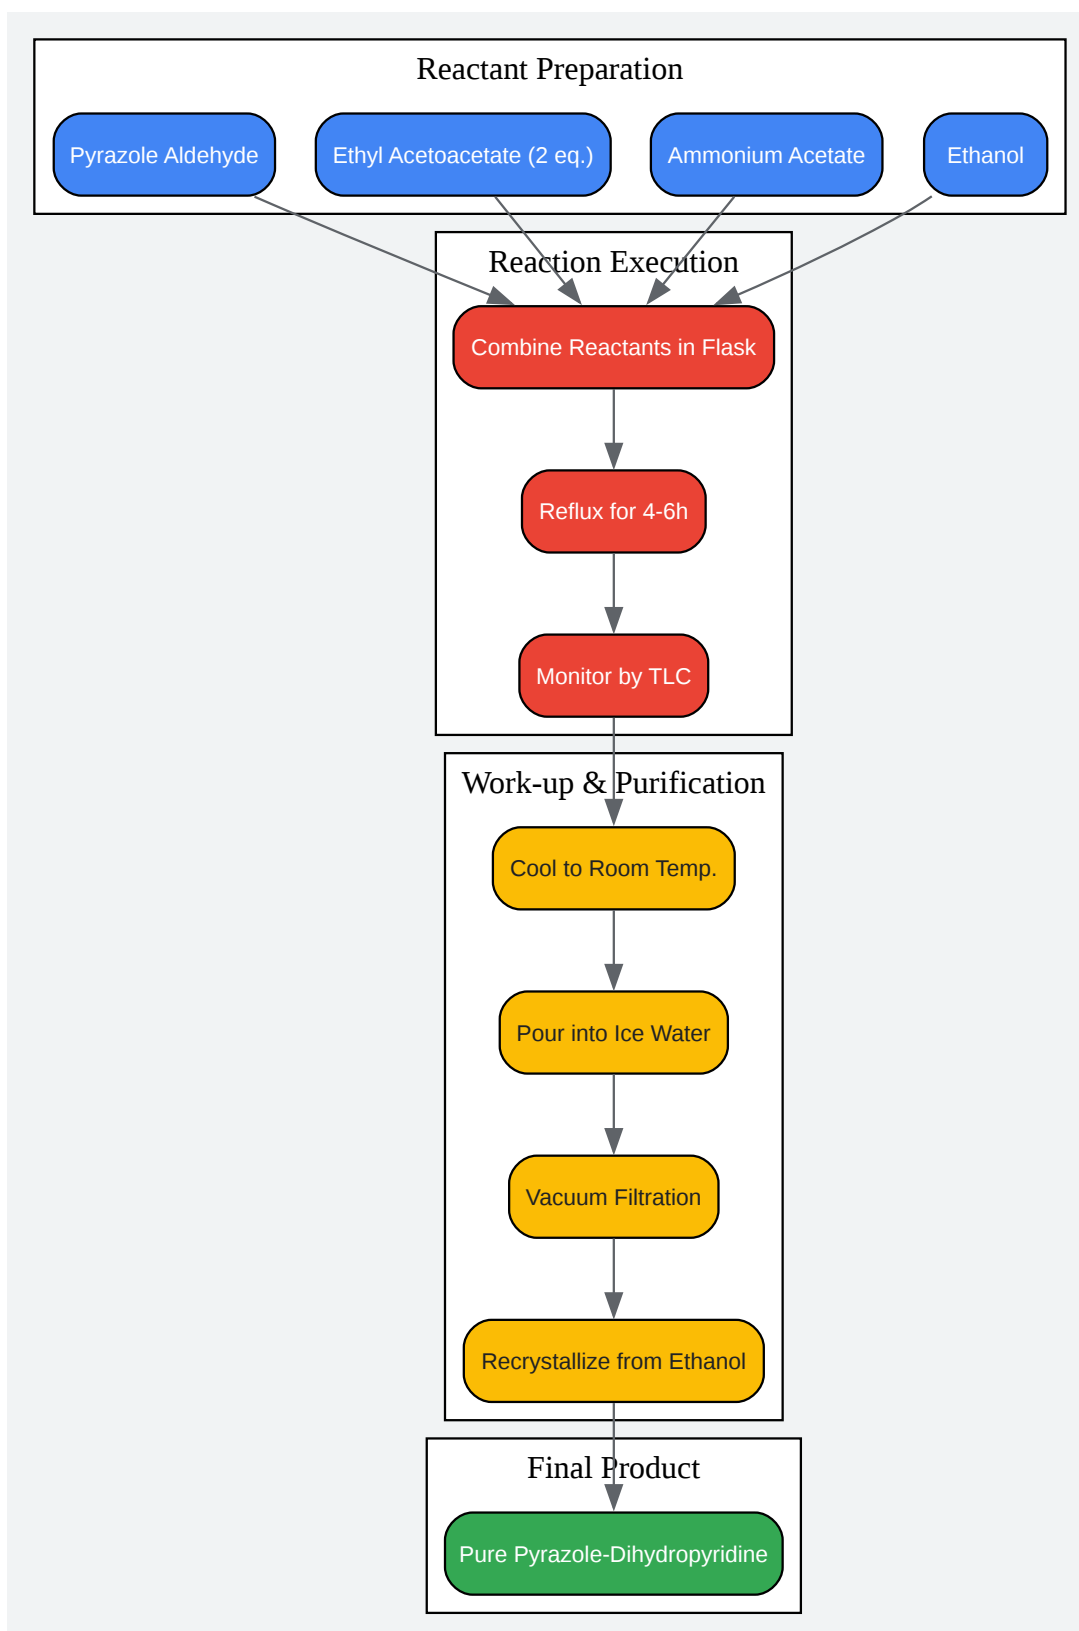 Reactant Preparation
Pyrazole Aldehyde
Ethyl Acetoacetate (2 eq.)
Ammonium Acetate
Ethanol
Reaction Execution
Combine Reactants in Flask
Reflux for 4-6h
Monitor by TLC
Work-up & Purification
Cool to Room Temp.
Pour into Ice Water
Vacuum Filtration
Recrystallize from Ethanol
Final Product
Pure Pyrazole-Dihydropyridine